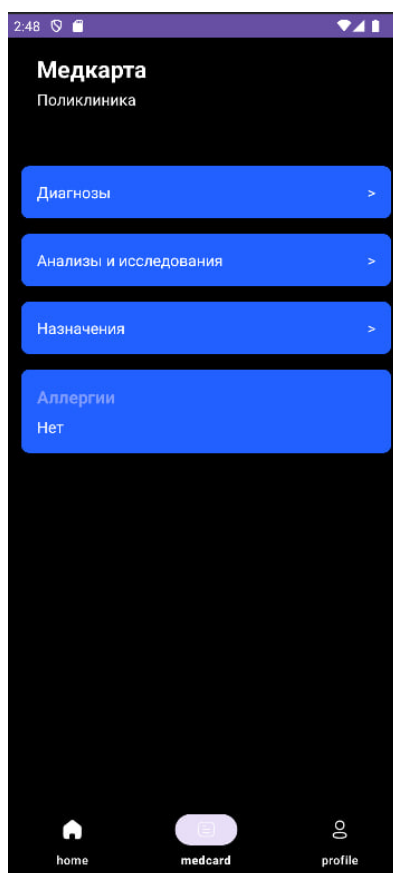 2:48
Медкарта
Поликлиника
Диагнозы >
Анализы и исследования >
Назначения >
Аллергии
Нет
home medcard profile